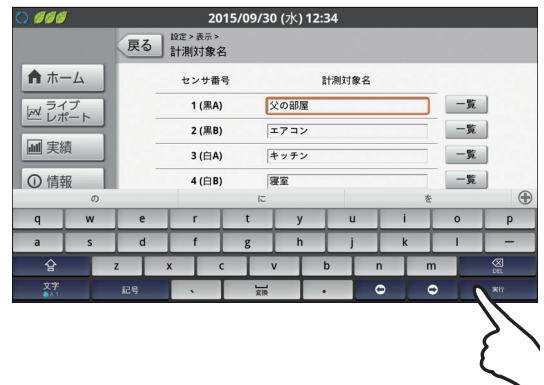 2015/09/30 (水) 12:34
戻る
設定 > 表示 >
計測対象名
ホーム
ライブ
レポート
実績
情報
センサ番号 計測対象名
1 (黒A) 父の部屋 一覧
2 (黒B) エアコン 一覧
3 (白A) キッチン 一覧
4 (白B) 寝室 一覧
の に を
q w e r t y u i o p
a s d f g h j k l ー
z x c v b n m DEL
文字 記号 、 変換 . 実行
あA1